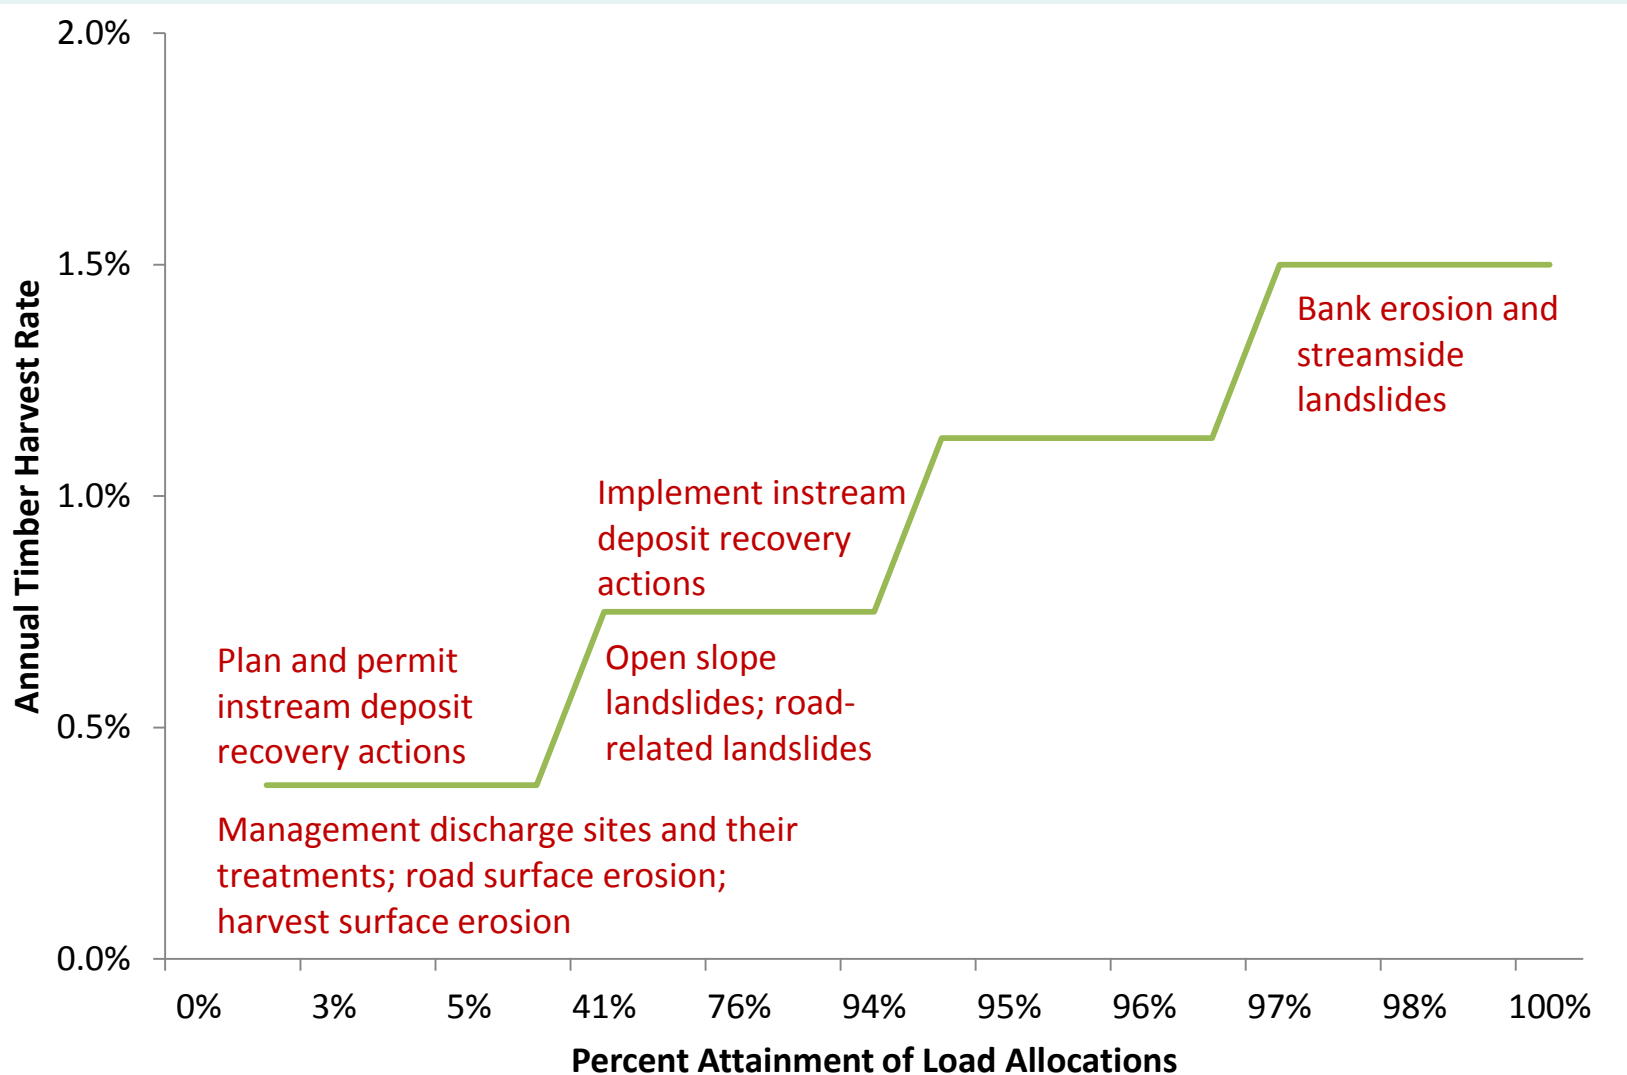 2.0%
1.5%
1.0%
0.5%
0.0%
Annual Timber Harvest Rate
Bank erosion and
streamside
landslides
Implement instream
deposit recovery
actions
Open slope
landslides; road-
related landslides
Plan and permit
instream deposit
recovery actions
Management discharge sites and their
treatments; road surface erosion;
harvest surface erosion
0% 3% 5% 41% 76% 94% 95% 96% 97% 98% 100%
Percent Attainment of Load Allocations